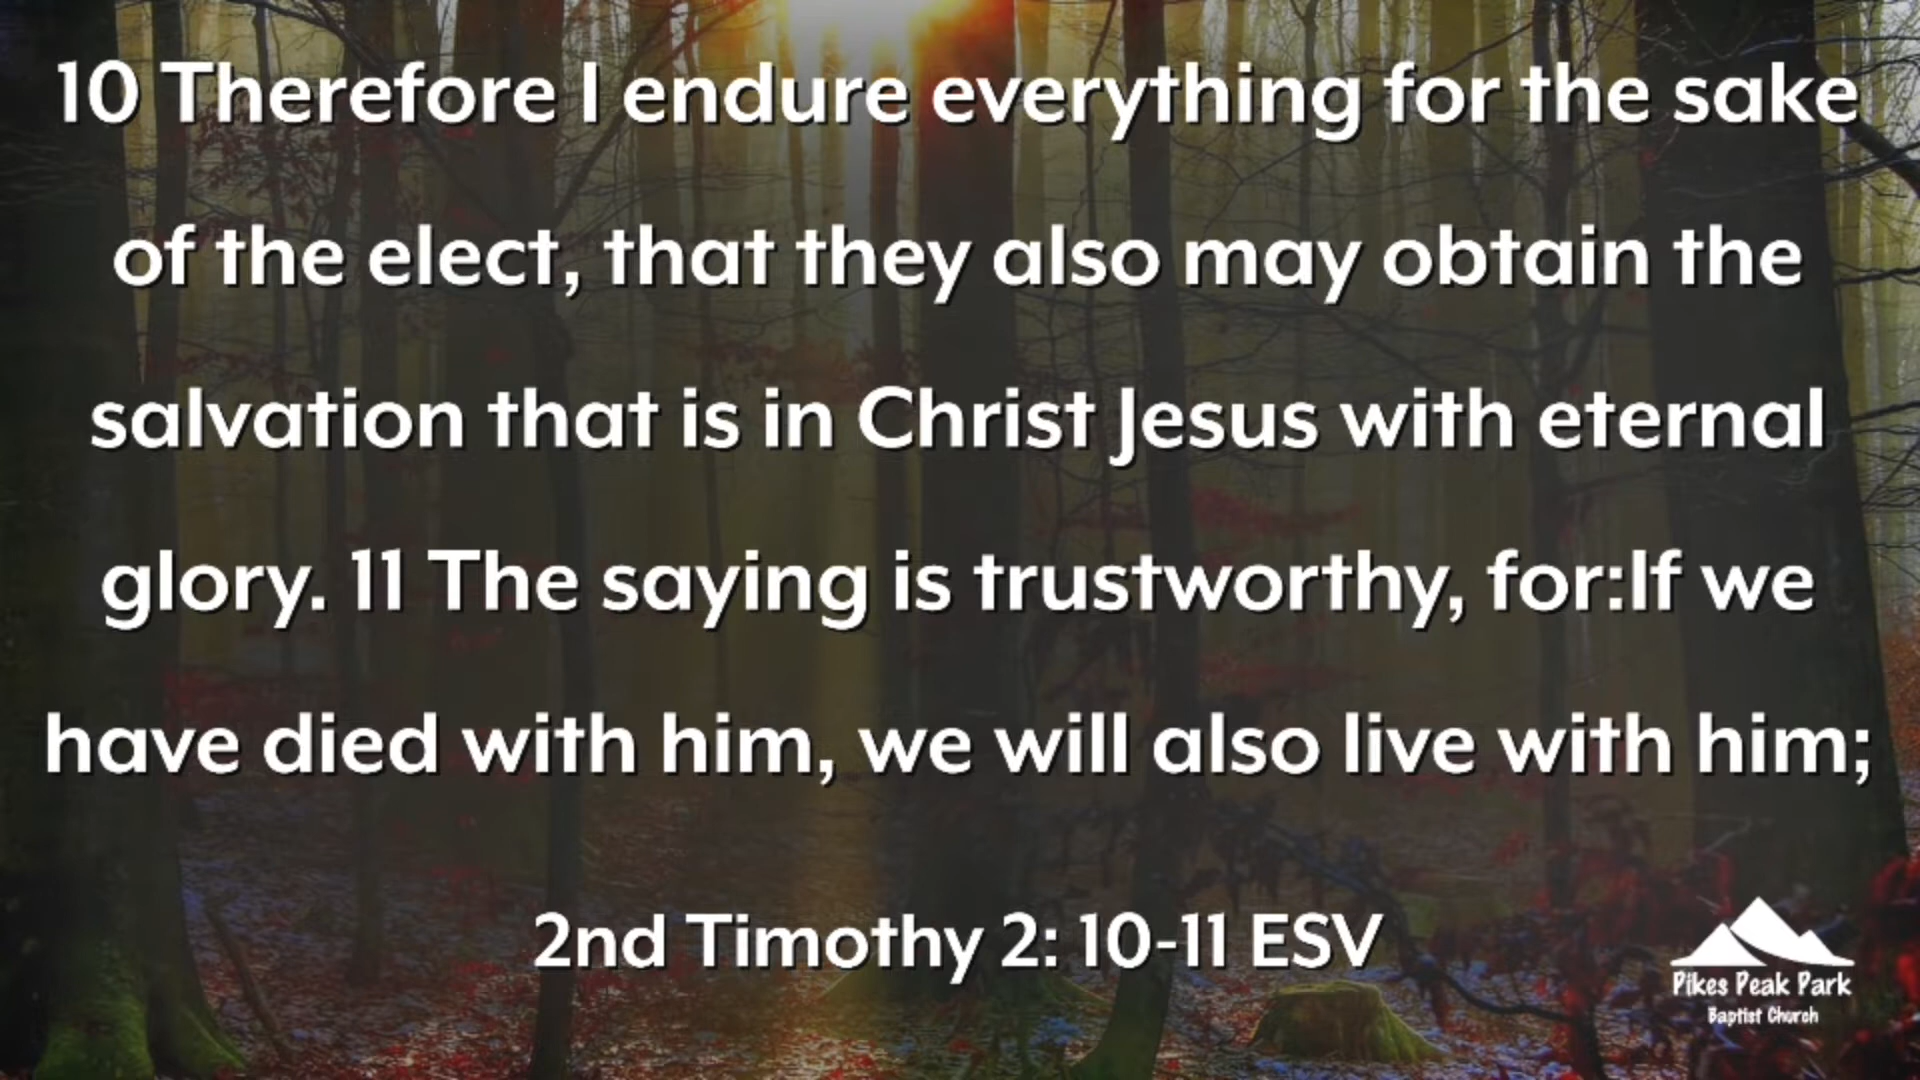 10 Therefore I endure everything for the sake
of the elect, that they also may obtain the
salvation that is in Christ Jesus with eternal
glory. 11 The saying is trustworthy, for:If we
have died with him, we will also live with him;
2nd Timothy 2: 10-11 ESV
Pikes Peak Park
Baptist Church